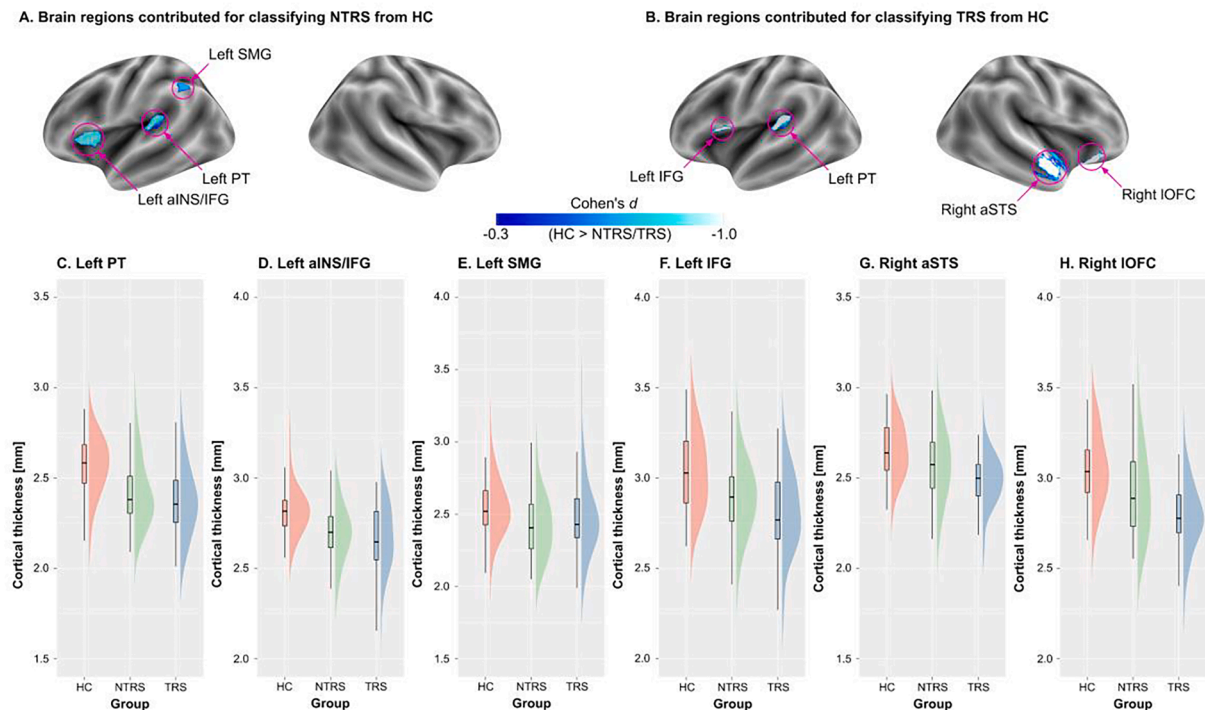 A. Brain regions contributed for classifying NTRS from HC
B. Brain regions contributed for classifying TRS from HC
Left SMG
Left PT
Left aINS/IFG
Left IFG
Left PT
Right aSTS
Right lOFC
Cohen's d
-0.3 (HC > NTRS/TRS) -1.0
C. Left PT
Cortical thickness [mm]
3.5
3.0
2.5
2.0
1.5
HC NTRS TRS
Group
D. Left aINS/IFG
Cortical thickness [mm]
4.0
3.5
3.0
2.5
2.0
HC NTRS TRS
Group
E. Left SMG
Cortical thickness [mm]
4.0
3.5
3.0
2.5
2.0
1.5
HC NTRS TRS
Group
F. Left IFG
Cortical thickness [mm]
4.0
3.5
3.0
2.5
2.0
HC NTRS TRS
Group
G. Right aSTS
Cortical thickness [mm]
3.5
3.0
2.5
2.0
1.5
HC NTRS TRS
Group
H. Right lOFC
Cortical thickness [mm]
4.0
3.5
3.0
2.5
2.0
HC NTRS TRS
Group